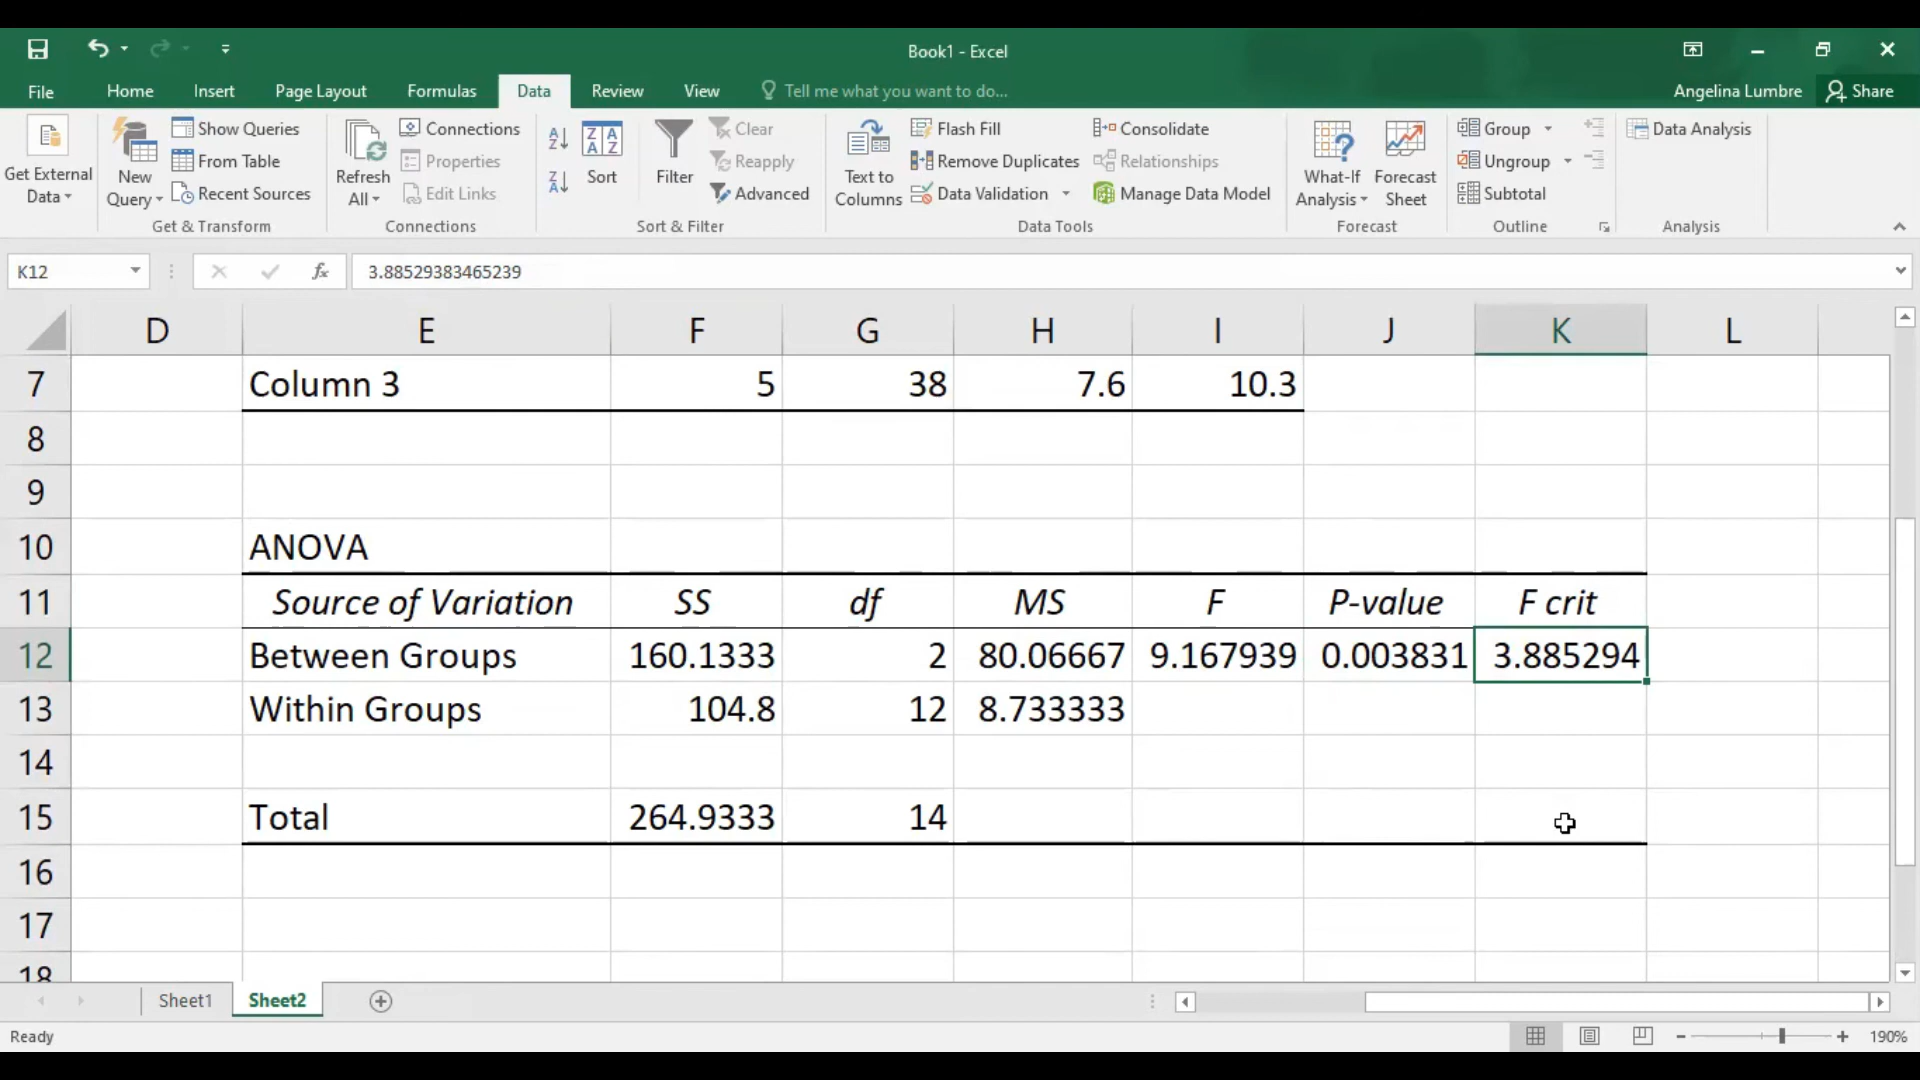 Book1 - Excel
File Home Insert Page Layout Formulas Data Review View Tell me what you want to do... Angelina Lumbre Share
Get External Data
New Query
Show Queries
From Table
Recent Sources
Get & Transform
Refresh All
Connections
Properties
Edit Links
Connections
Sort
Filter
Clear
Reapply
Advanced
Sort & Filter
Text to Columns
Flash Fill
Remove Duplicates
Data Validation
Consolidate
Relationships
Manage Data Model
Data Tools
What-If Analysis
Forecast Sheet
Forecast
Group
Ungroup
Subtotal
Outline
Data Analysis
Analysis
K12 fx 3.88529383465239
D E F G H I J K L
7 Column 3 5 38 7.6 10.3
8
9
10 ANOVA
11 Source of Variation SS df MS F P-value F crit
12 Between Groups 160.1333 2 80.06667 9.167939 0.003831 3.885294
13 Within Groups 104.8 12 8.733333
14
15 Total 264.9333 14
16
17
18
Sheet1 Sheet2
Ready 190%